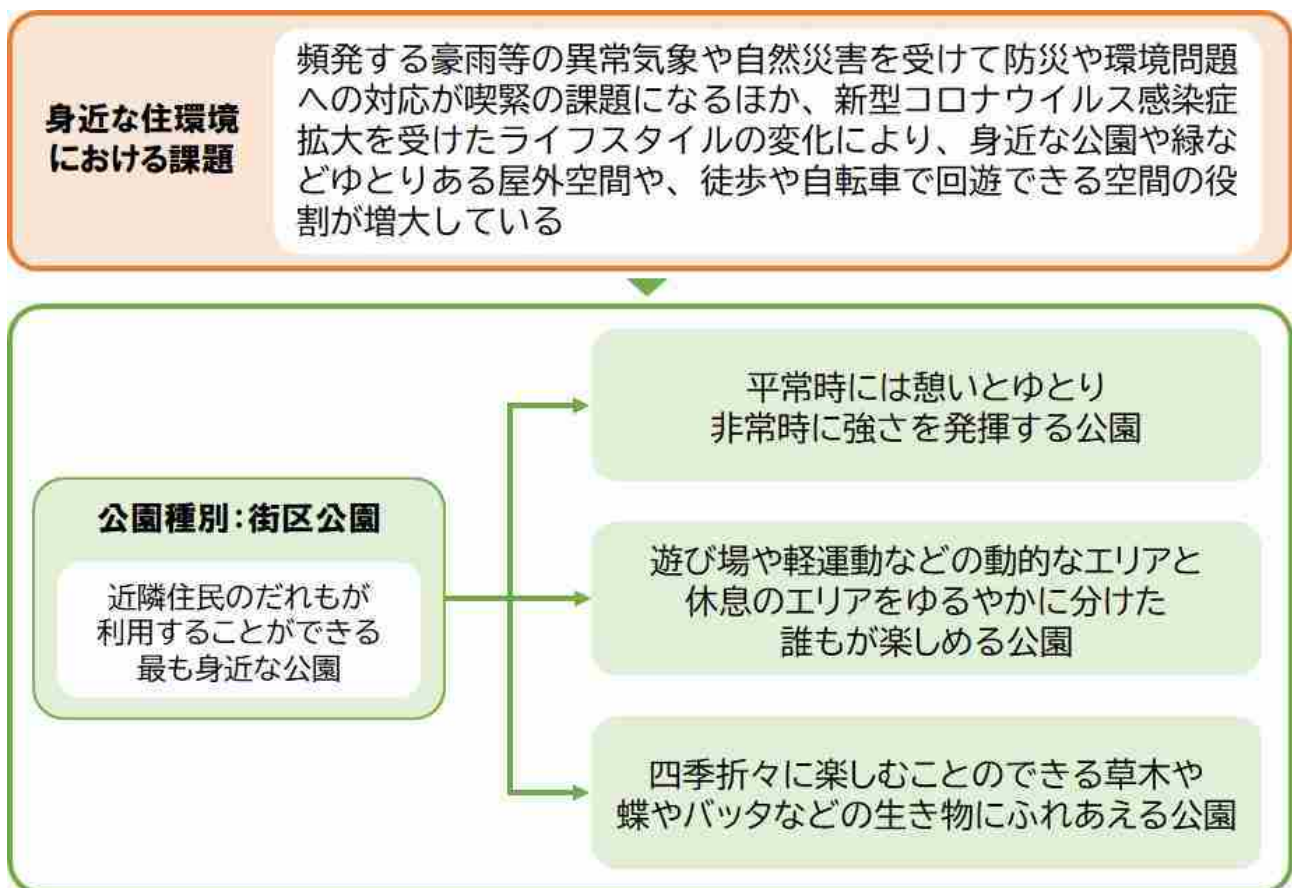 身近な住環境
における課題
頻発する豪雨等の異常気象や自然災害を受けて防災や環境問題
への対応が喫緊の課題になるほか、新型コロナウイルス感染症
拡大を受けたライフスタイルの変化により、身近な公園や緑な
どゆとりある屋外空間や、徒歩や自転車で回遊できる空間の役
割が増大している
公園種別：街区公園
近隣住民のだれもが
利用することができる
最も身近な公園
平常時には憩いとゆとり
非常時に強さを発揮する公園
遊び場や軽運動などの動的なエリアと
休息のエリアをゆるやかに分けた
誰もが楽しめる公園
四季折々に楽しむことのできる草木や
蝶やバッタなどの生き物にふれあえる公園